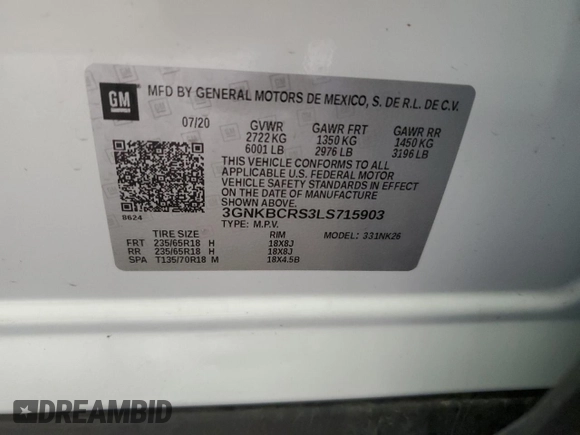 GM
MFD BY GENERAL MOTORS DE MEXICO, S. DE R.L. DE C.V.
07/20 GVWR GAWR FRT GAWR RR
2722 KG 1350 KG 1450 KG
6001 LB 2976 LB 3196 LB
THIS VEHICLE CONFORMS TO ALL
APPLICABLE U.S. FEDERAL MOTOR
VEHICLE SAFETY STANDARDS IN EFFECT
ON THE DATE OF MANUFACTURE
SHOWN ABOVE.
8624
3GNKBCRS3LS715903
TYPE: M.P.V.
TIRE SIZE RIM MODEL: 331NK26
FRT 235/65R18 H 18X8J
RR 235/65R18 H 18X8J
SPA T135/70R18 M 18X4.5B
DREAMBID